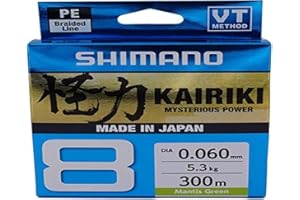 PE
Braided Line
VT
METHOD
SHIMANO
怪力 KAIRIKI
MYSTERIOUS POWER
MADE IN JAPAN
8
DIA 0.060mm
5.3kg
300m
Mantis Green